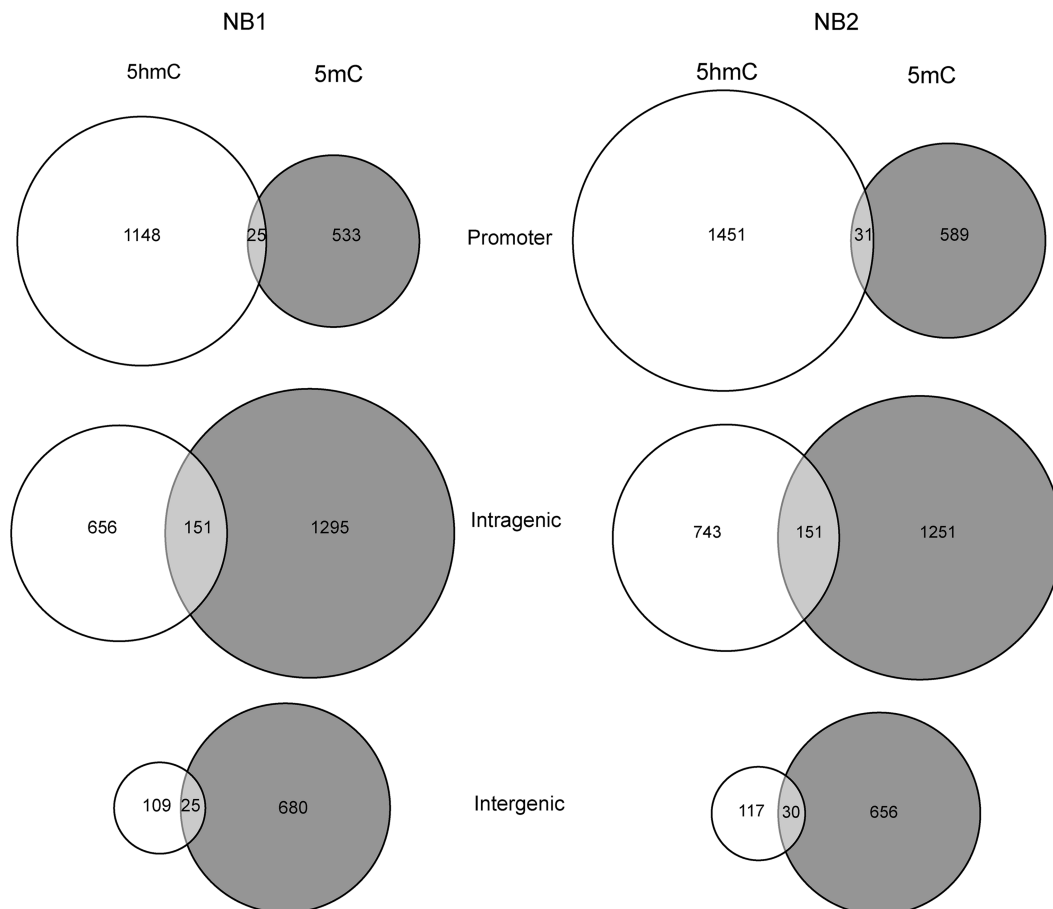 NB1 NB2
5hmC 5mC 5hmC 5mC
1148 25 533 Promoter 1451 31 589
656 151 1295 Intragenic 743 151 1251
109 25 680 Intergenic 117 30 656